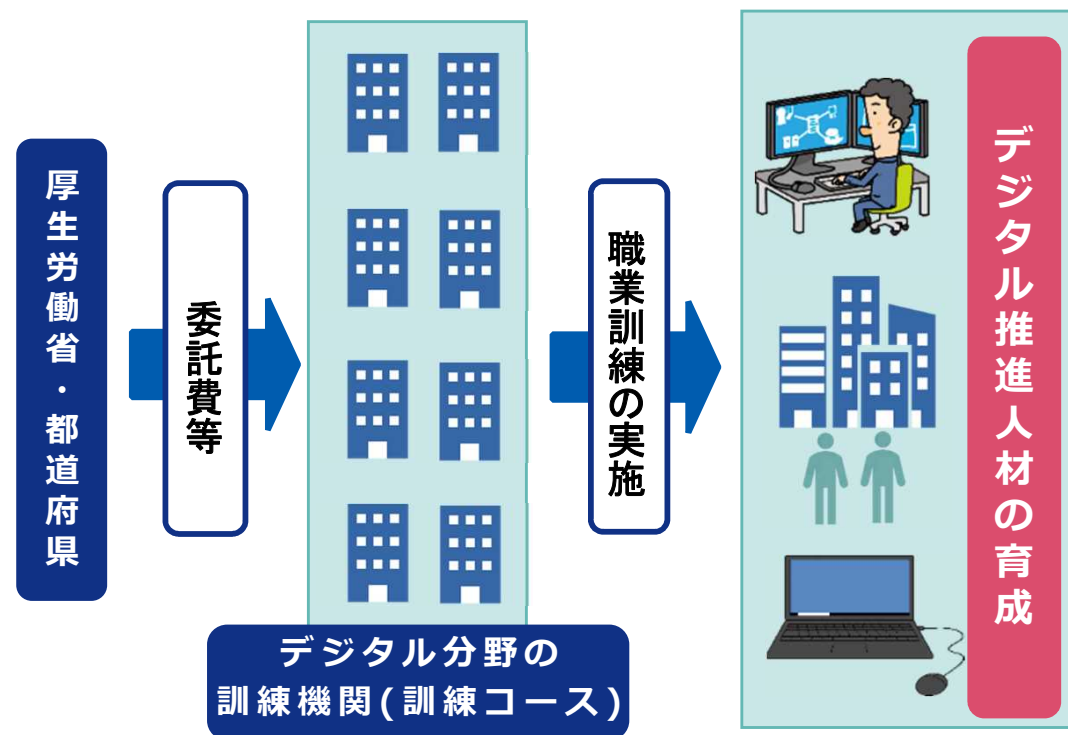 厚生労働省・都道府県
委託費等
デジタル分野の
訓練機関(訓練コース)
職業訓練の実施
デジタル推進人材の育成